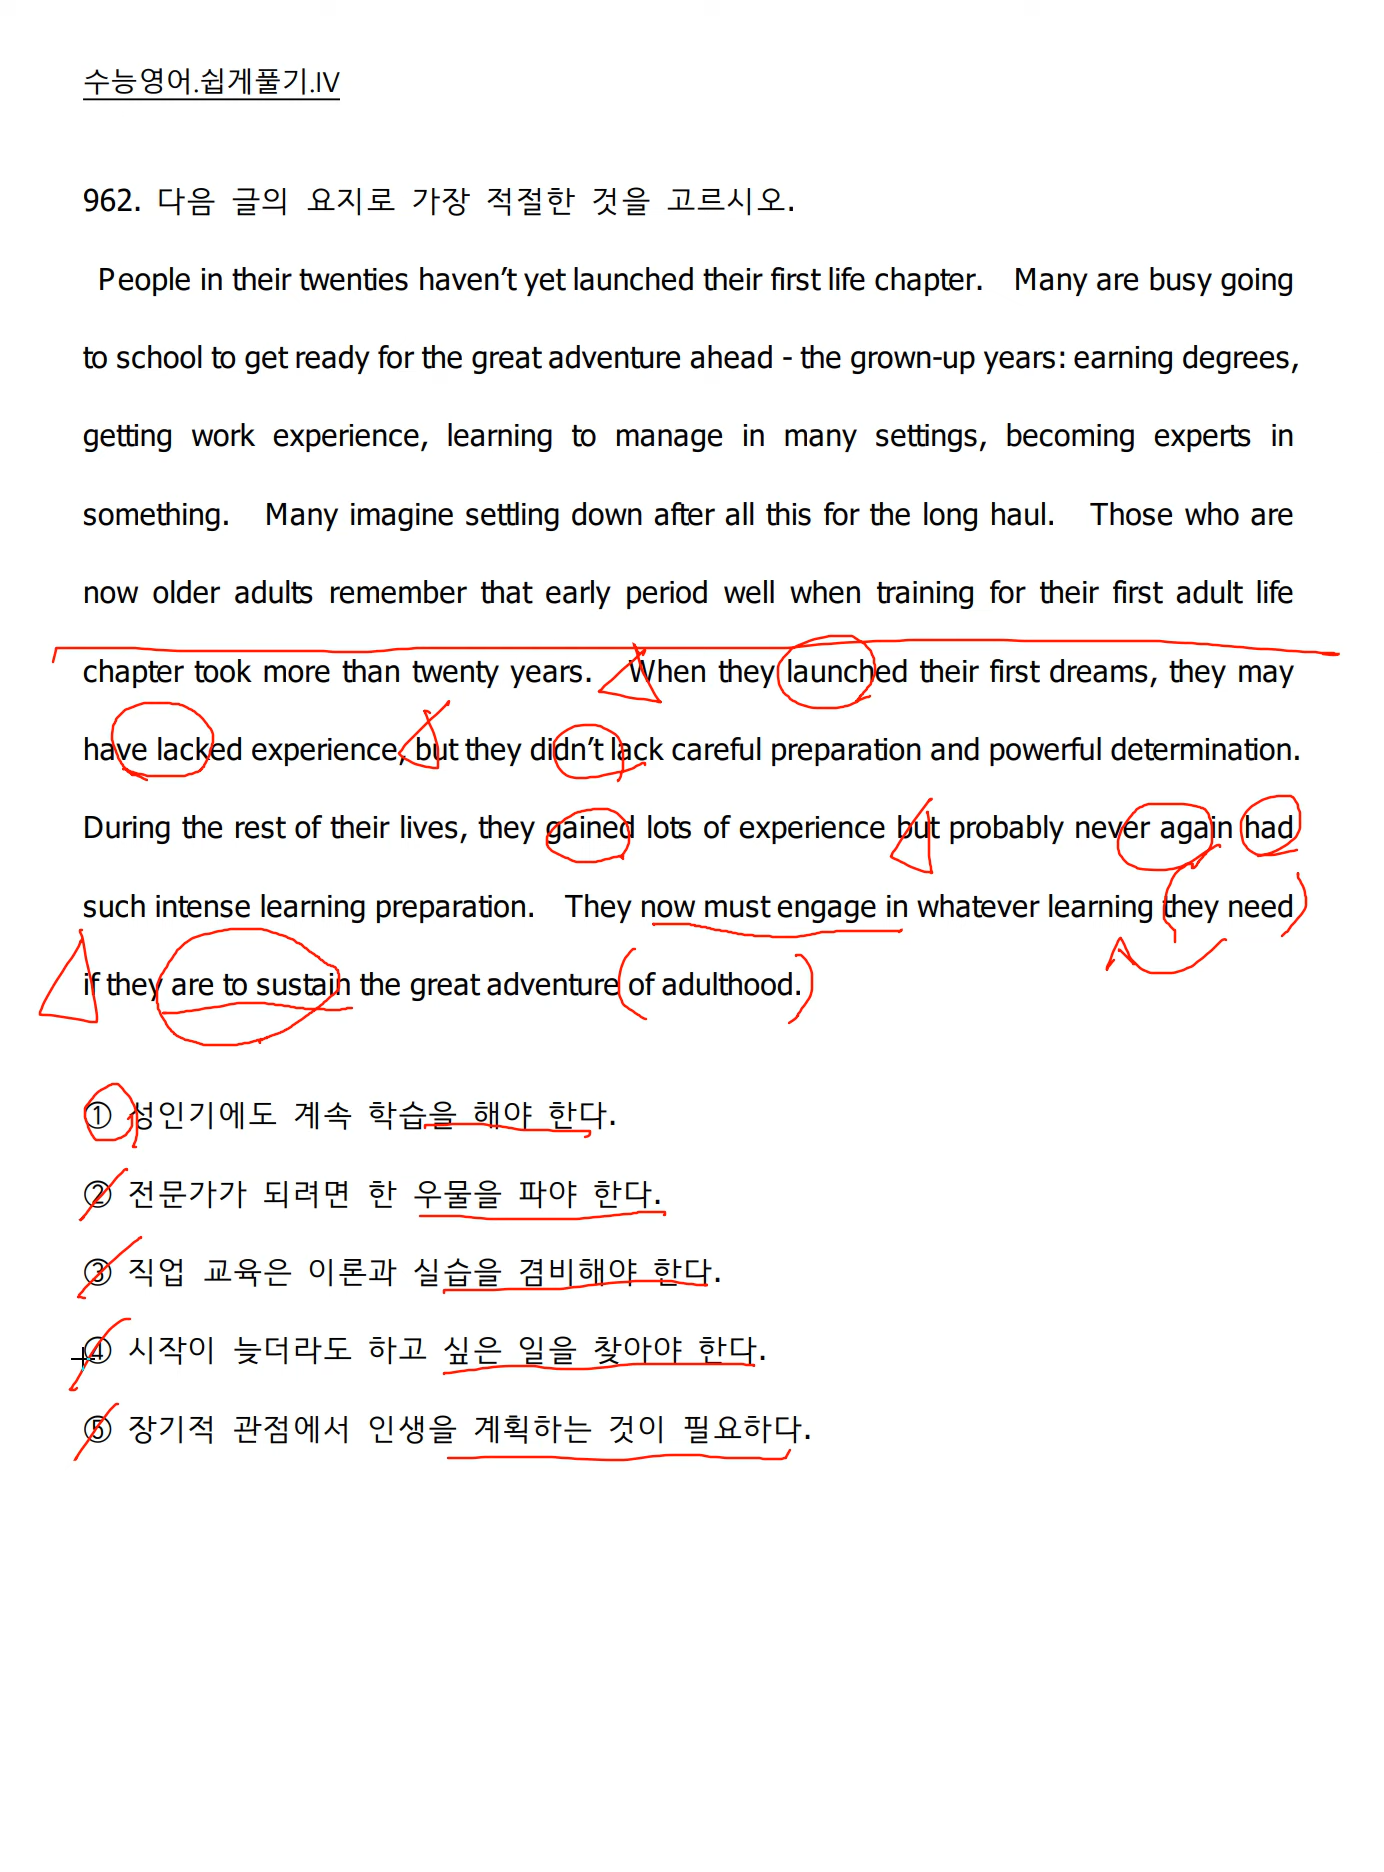 수능영어.쉽게풀기.IV
962. 다음 글의 요지로 가장 적절한 것을 고르시오.
People in their twenties haven’t yet launched their first life chapter. Many are busy going
to school to get ready for the great adventure ahead - the grown-up years: earning degrees,
getting work experience, learning to manage in many settings, becoming experts in
something. Many imagine settling down after all this for the long haul. Those who are
now older adults remember that early period well when training for their first adult life
chapter took more than twenty years. When they launched their first dreams, they may
have lacked experience, but they didn’t lack careful preparation and powerful determination.
During the rest of their lives, they gained lots of experience but probably never again had
such intense learning preparation. They now must engage in whatever learning they need
if they are to sustain the great adventure of adulthood.
① 성인기에도 계속 학습을 해야 한다.
② 전문가가 되려면 한 우물을 파야 한다.
③ 직업 교육은 이론과 실습을 겸비해야 한다.
④ 시작이 늦더라도 하고 싶은 일을 찾아야 한다.
⑤ 장기적 관점에서 인생을 계획하는 것이 필요하다.